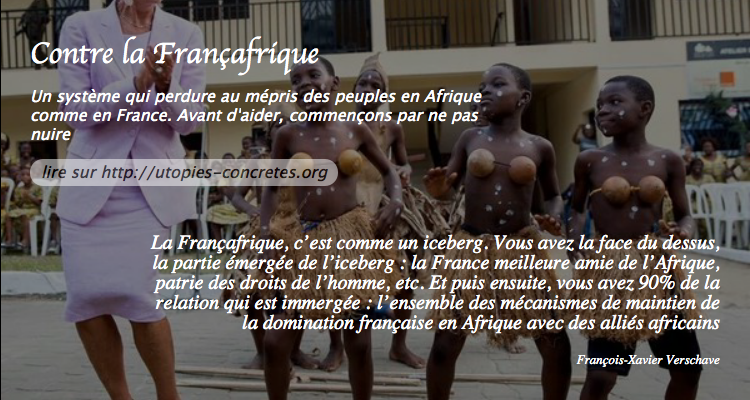 Contre la Françafrique
Un système qui perdure au mépris des peuples en Afrique
comme en France. Avant d'aider, commençons par ne pas
nuire
lire sur http://utopies-concretes.org
La Françafrique, c’est comme un iceberg. Vous avez la face du dessus,
la partie émergée de l’iceberg : la France meilleure amie de l’Afrique,
patrie des droits de l’homme, etc. Et puis ensuite, vous avez 90% de la
relation qui est immergée : l’ensemble des mécanismes de maintien de
la domination française en Afrique avec des alliés africains
François-Xavier Verschave